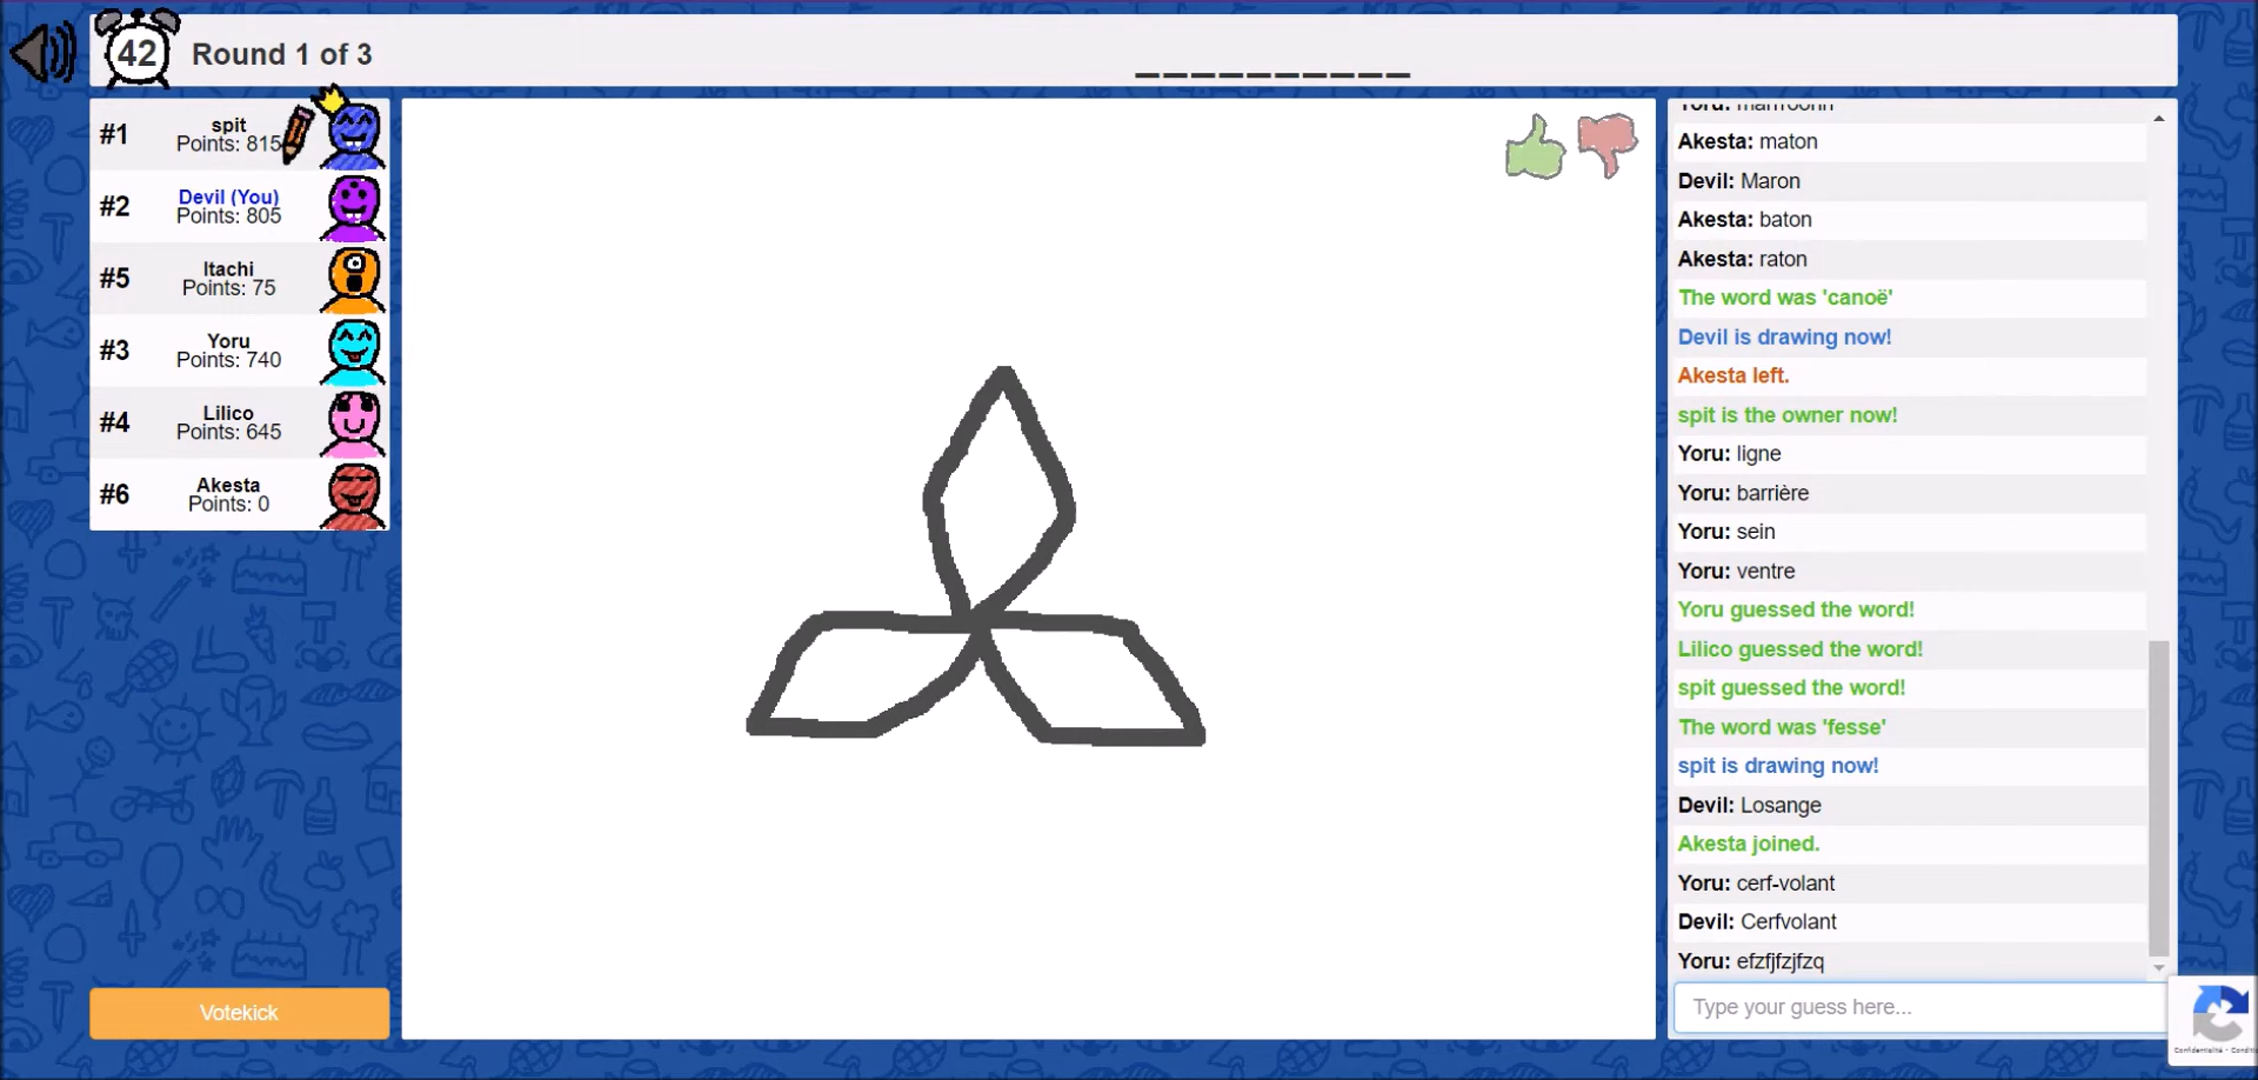 42
Round 1 of 3
__________
#1 spit
Points: 815
#2 Devil (You)
Points: 805
#5 Itachi
Points: 75
#3 Yoru
Points: 740
#4 Lilico
Points: 645
#6 Akesta
Points: 0
Votekick
Yoru:
Akesta: maton
Devil: Maron
Akesta: baton
Akesta: raton
The word was 'canoë'
Devil is drawing now!
Akesta left.
spit is the owner now!
Yoru: ligne
Yoru: barrière
Yoru: sein
Yoru: ventre
Yoru guessed the word!
Lilico guessed the word!
spit guessed the word!
The word was 'fesse'
spit is drawing now!
Devil: Losange
Akesta joined.
Yoru: cerf-volant
Devil: Cerfvolant
Yoru: efzfjfzjfzq
Type your guess here...
Confidentialité -